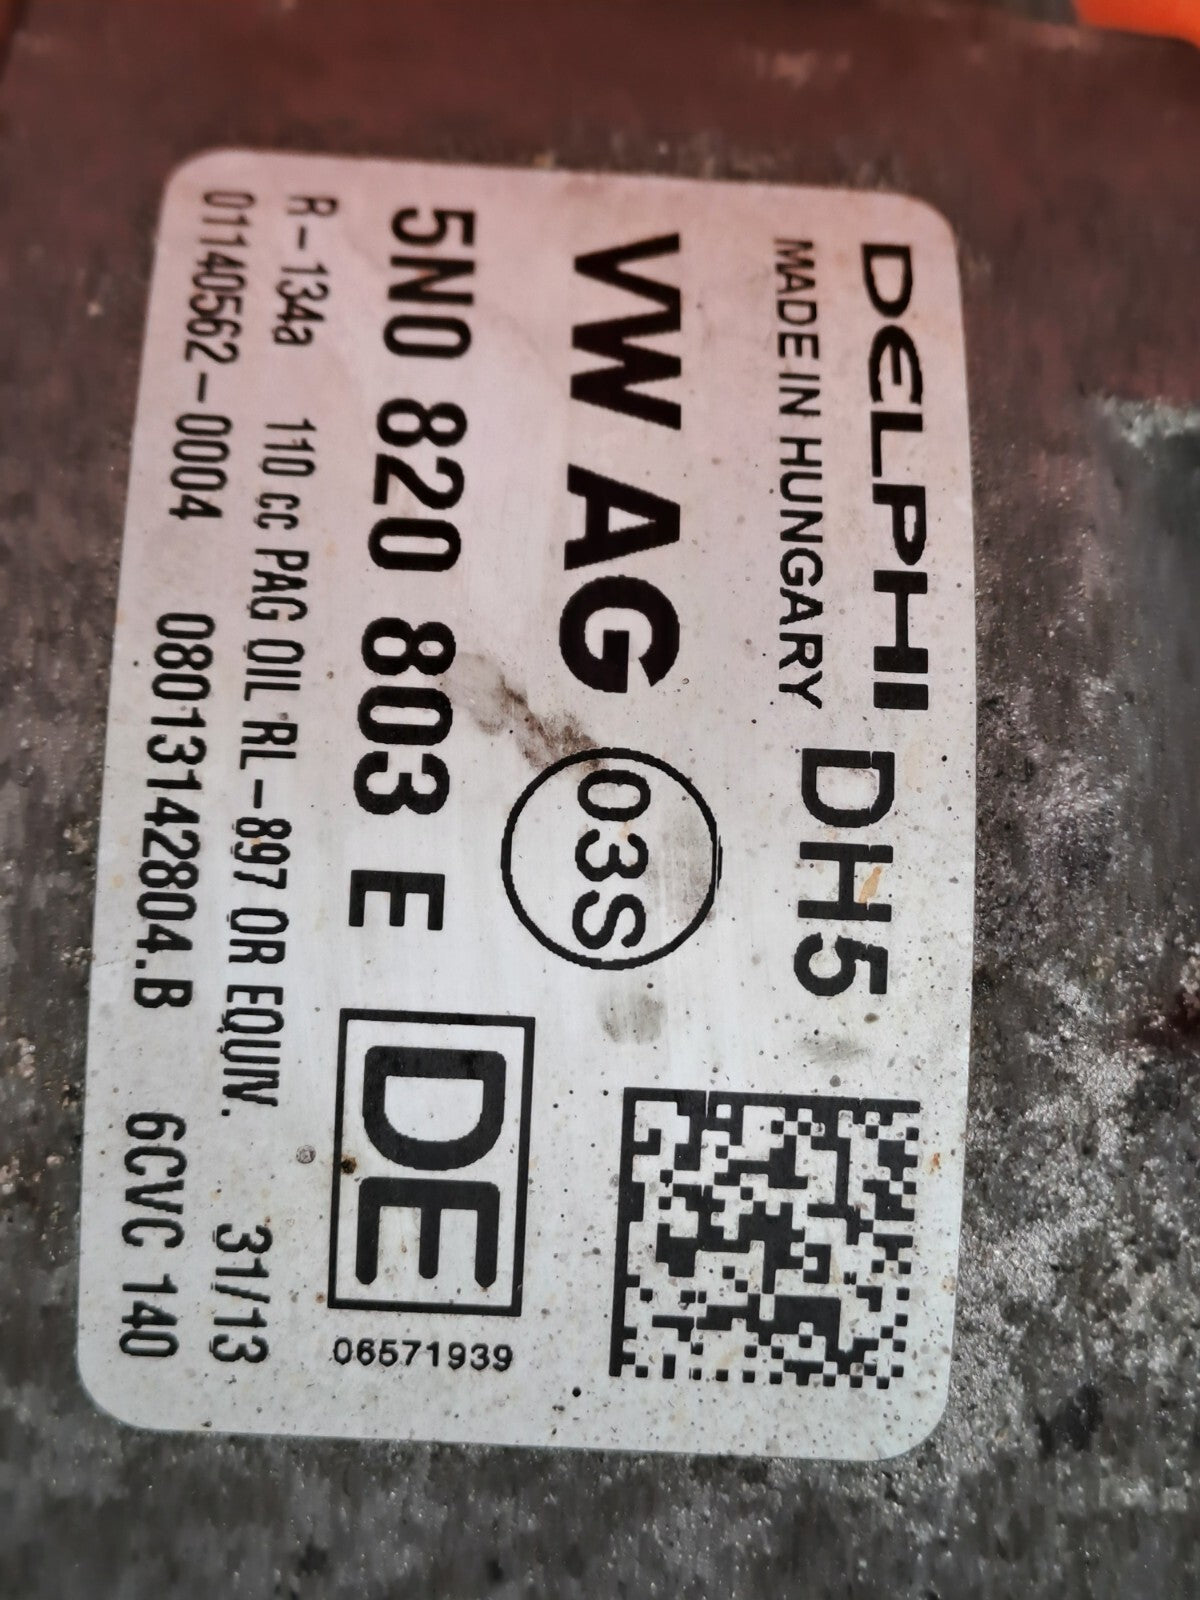 DELPHI DH5
MADE IN HUNGARY
VW AG 03S
5N0 820 803 E DE
06571939
R-134a 110 cc PAG OIL RL-897 OR EQUIV. 31/13
01140562-0004 08013142804.B 6CVC 140